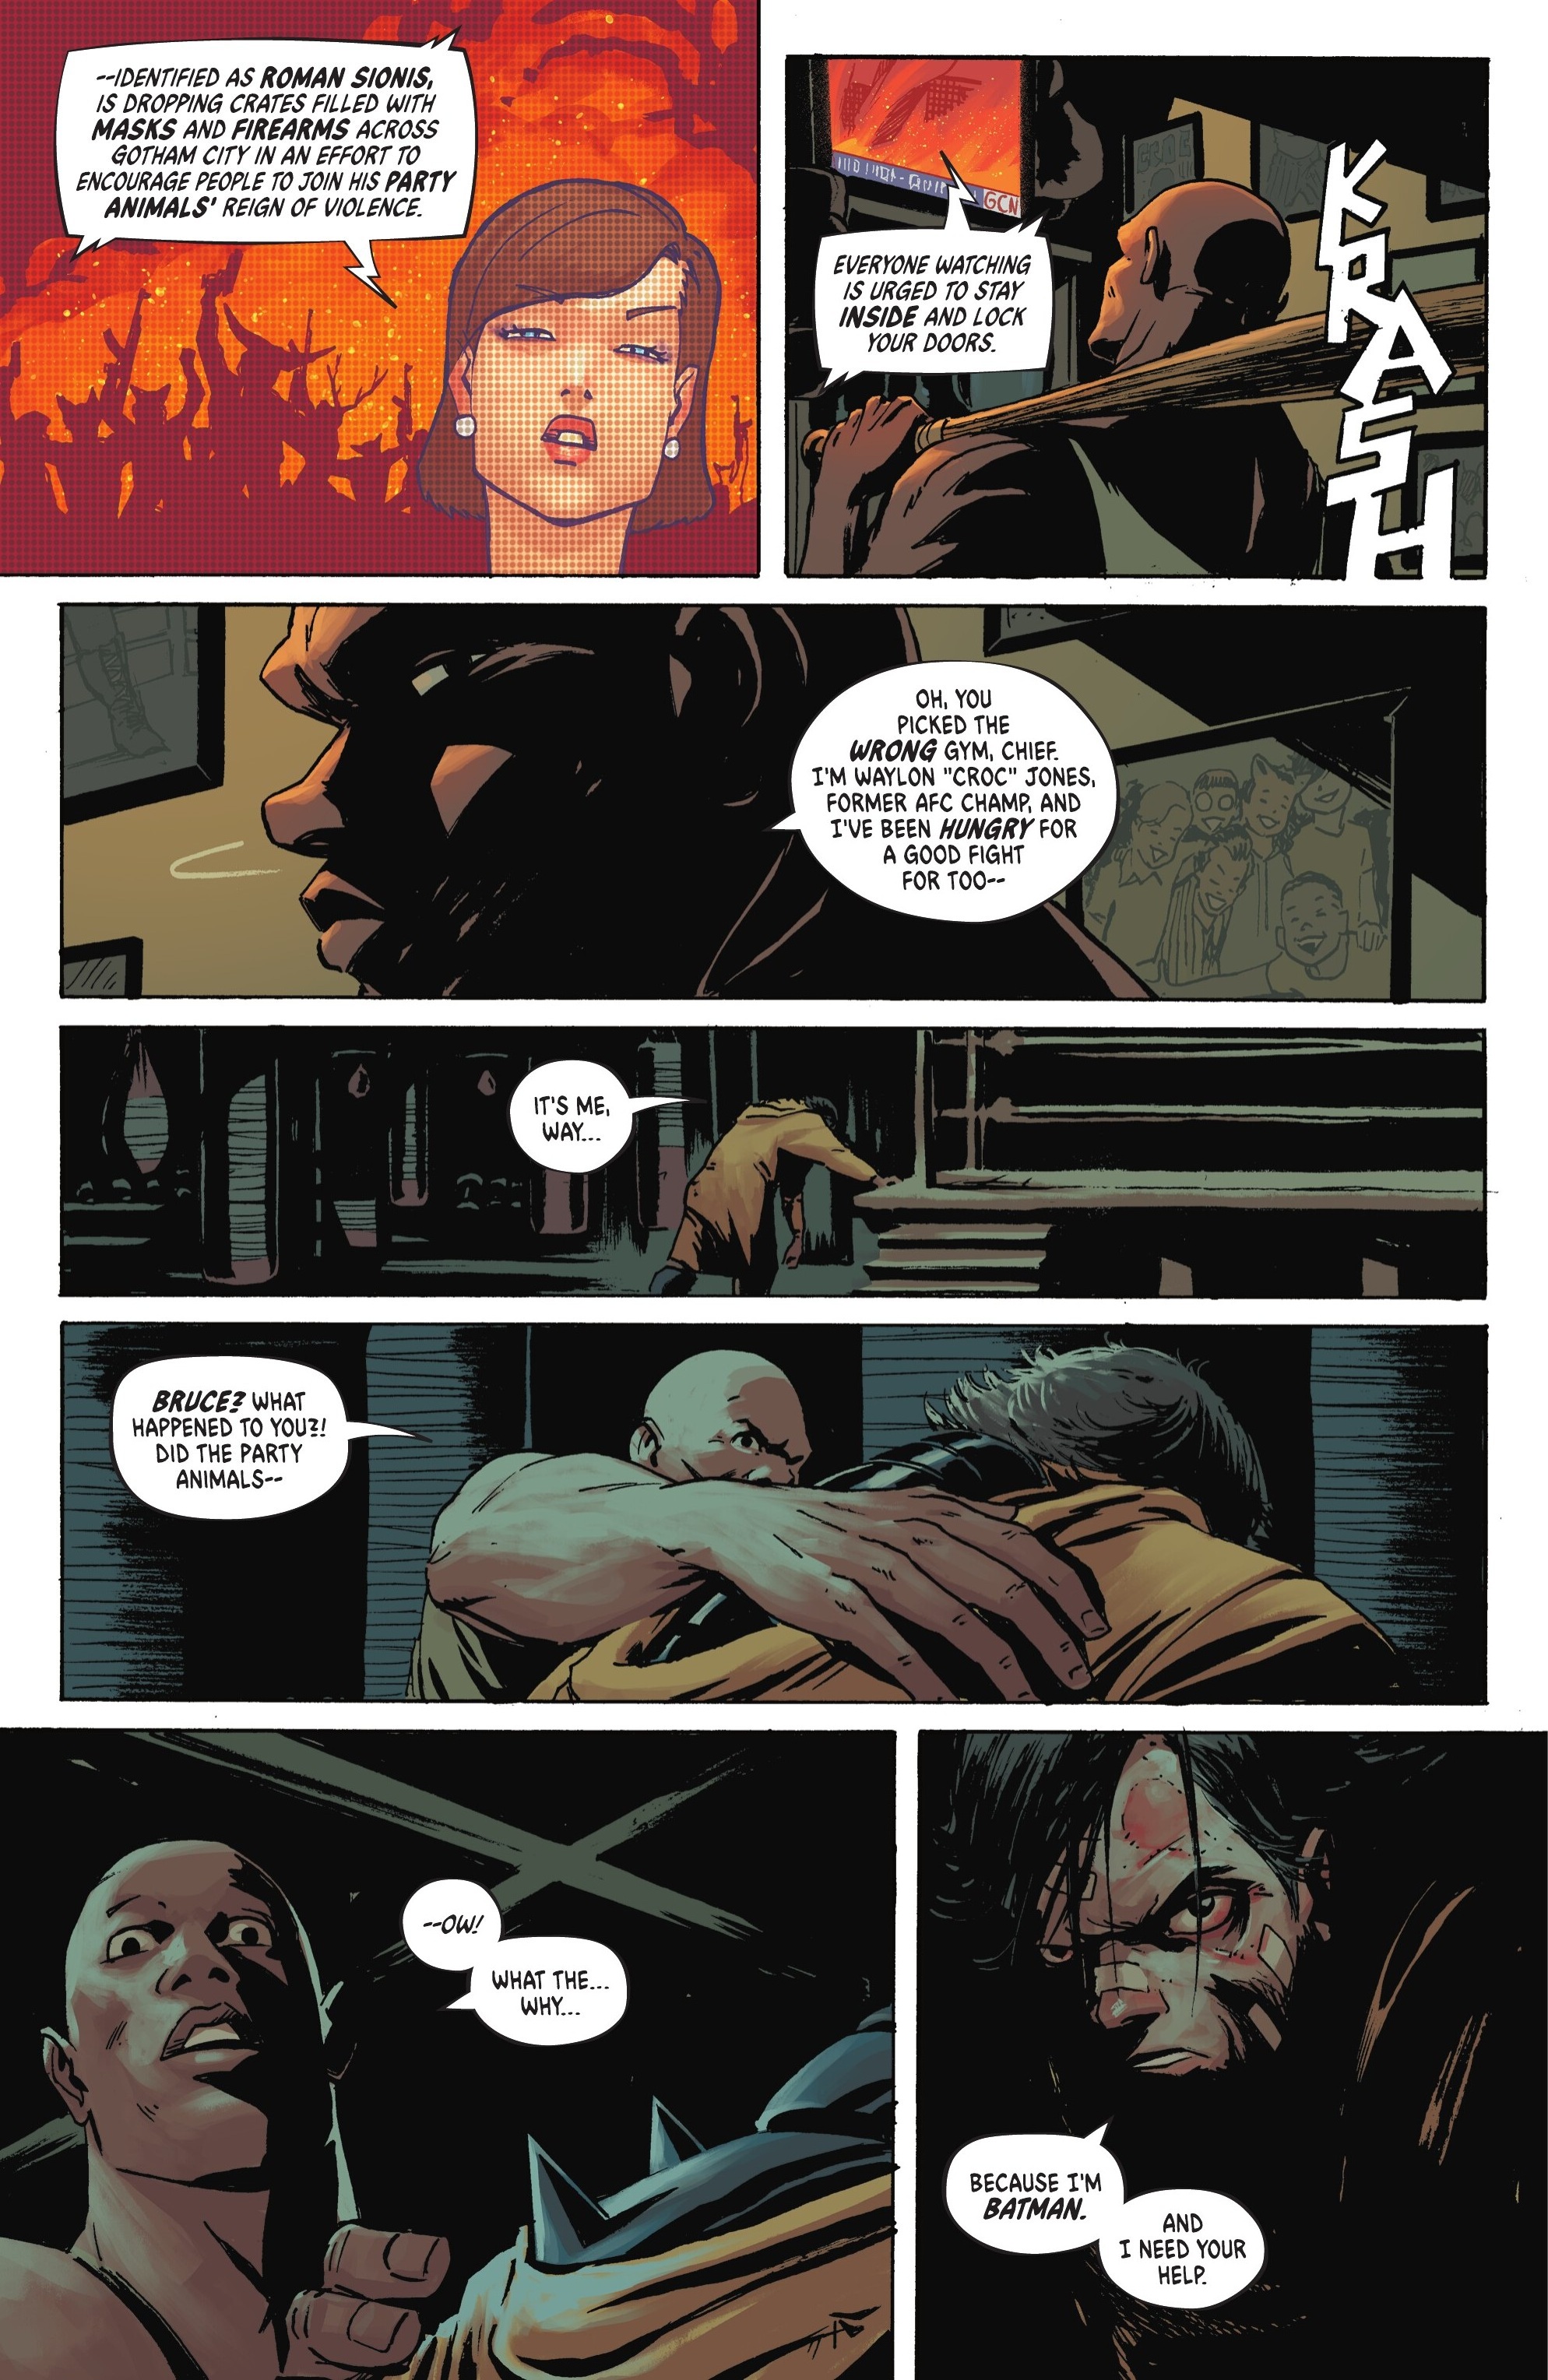 --IDENTIFIED AS ROMAN SIONIS,
IS DROPPING CRATES FILLED WITH
MASKS AND FIREARMS ACROSS
GOTHAM CITY IN AN EFFORT TO
ENCOURAGE PEOPLE TO JOIN HIS PARTY
ANIMALS' REIGN OF VIOLENCE.
GCN
EVERYONE WATCHING
IS URGED TO STAY
INSIDE AND LOCK
YOUR DOORS.
KRASH
OH, YOU
PICKED THE
WRONG GYM, CHIEF.
I'M WAYLON "CROC" JONES,
FORMER AFC CHAMP, AND
I'VE BEEN HUNGRY FOR
A GOOD FIGHT
FOR TOO--
IT'S ME,
WAY...
BRUCE? WHAT
HAPPENED TO YOU?!
DID THE PARTY
ANIMALS--
--OW!
WHAT THE...
WHY...
BECAUSE I'M
BATMAN.
AND
I NEED YOUR
HELP.